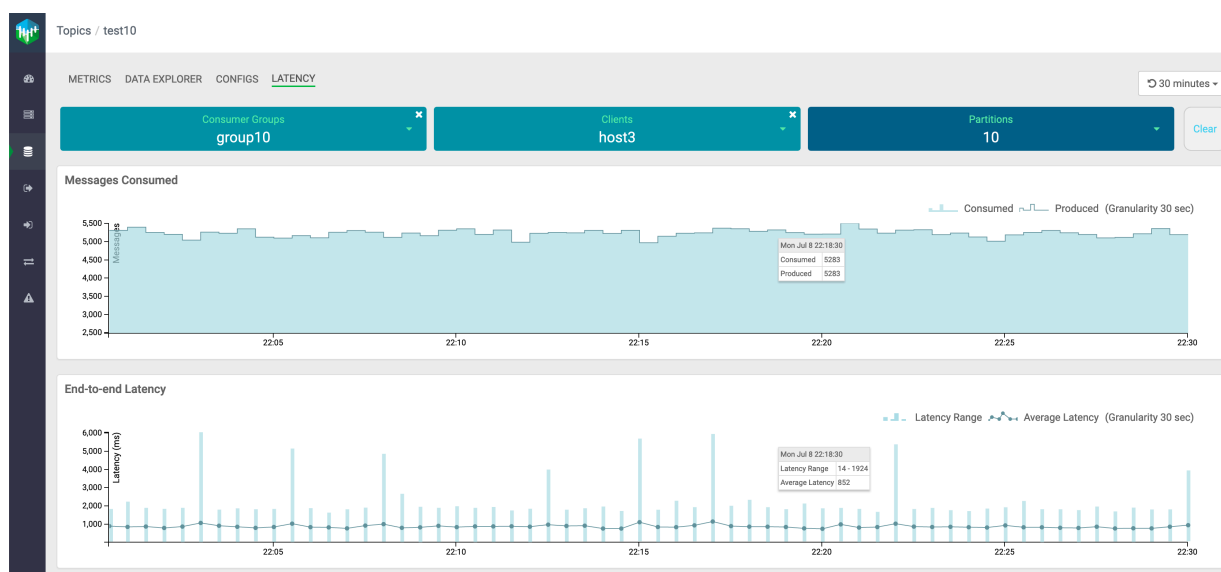 Topics / test10
METRICS DATA EXPLORER CONFIGS LATENCY
30 minutes
Consumer Groups
group10
Clients
host3
Partitions
10
Clear
Messages Consumed
Consumed Produced (Granularity 30 sec)
Messages
5,500
5,000
4,500
4,000
3,500
3,000
2,500
Mon Jul 8 22:18:30
Consumed 5283
Produced 5283
22:05 22:10 22:15 22:20 22:25 22:30
End-to-end Latency
Latency Range Average Latency (Granularity 30 sec)
Latency (ms)
6,000
5,000
4,000
3,000
2,000
1,000
Mon Jul 8 22:18:30
Latency Range 14 - 1924
Average Latency 852
22:05 22:10 22:15 22:20 22:25 22:30